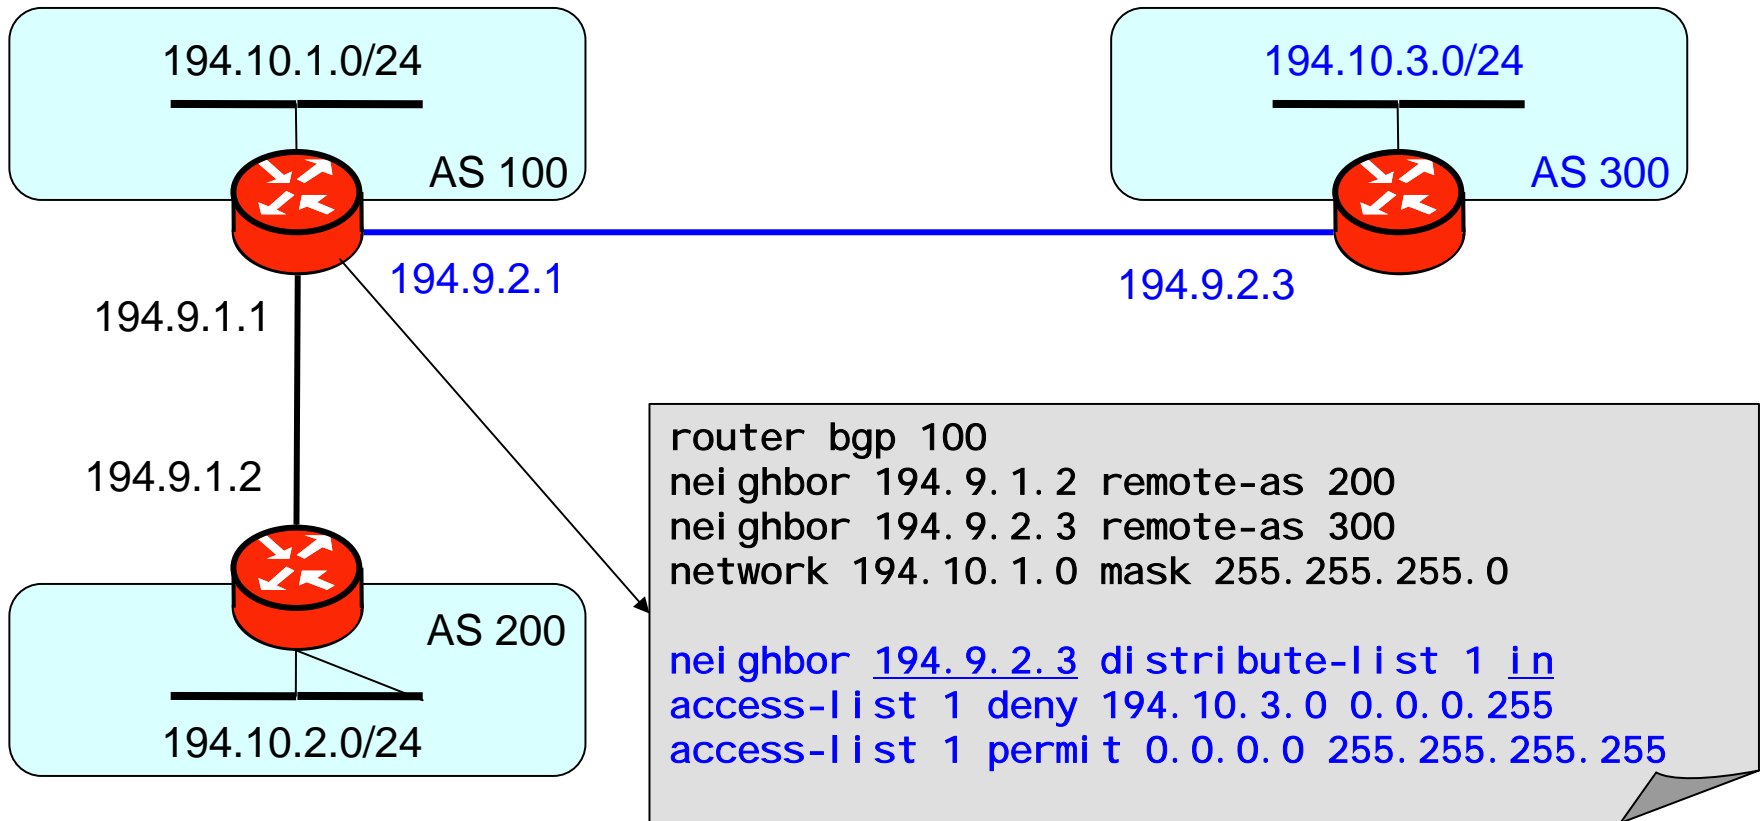 194.10.1.0/24
194.10.3.0/24
AS 100
AS 300
194.9.2.1
194.9.2.3
194.9.1.1
194.9.1.2
router bgp 100
neighbor 194.9.1.2 remote-as 200
neighbor 194.9.2.3 remote-as 300
network 194.10.1.0 mask 255.255.255.0
neighbor 194.9.2.3 distribute-list 1 in
access-list 1 deny 194.10.3.0 0.0.0.255
access-list 1 permit 0.0.0.0 255.255.255.255
AS 200
194.10.2.0/24